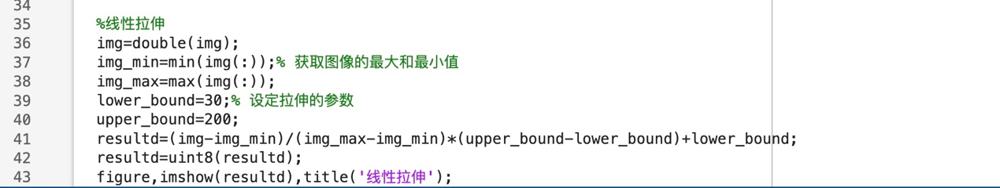 34
35 %线性拉伸
36 img=double(img);
37 img_min=min(img(:));% 获取图像的最大和最小值
38 img_max=max(img(:));
39 lower_bound=30;% 设定拉伸的参数
40 upper_bound=200;
41 resultd=(img-img_min)/(img_max-img_min)*(upper_bound-lower_bound)+lower_bound;
42 resultd=uint8(resultd);
43 figure,imshow(resultd),title('线性拉伸');